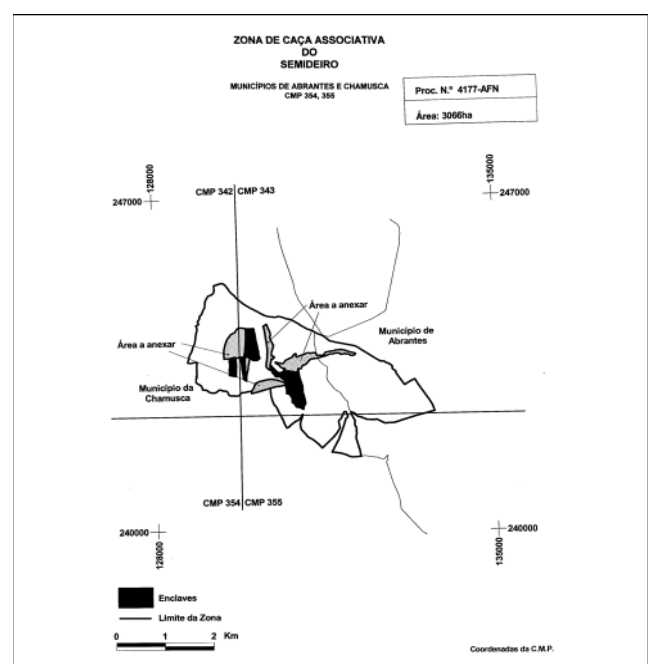 ZONA DE CAÇA ASSOCIATIVA
DO
SEMIDEIRO
MUNICÍPIOS DE ABRANTES E CHAMUSCA
CMP 354, 355
Proc. N.º 4177-AFN
Área: 3066ha
128000
135000
247000
247000
CMP 342
CMP 343
Área a anexar
Município de
Abrantes
Área a anexar
Município da
Chamusca
CMP 354
CMP 355
240000
240000
128000
135000
Enclaves
Limite da Zona
0 1 2 Km
Coordenadas da C.M.P.